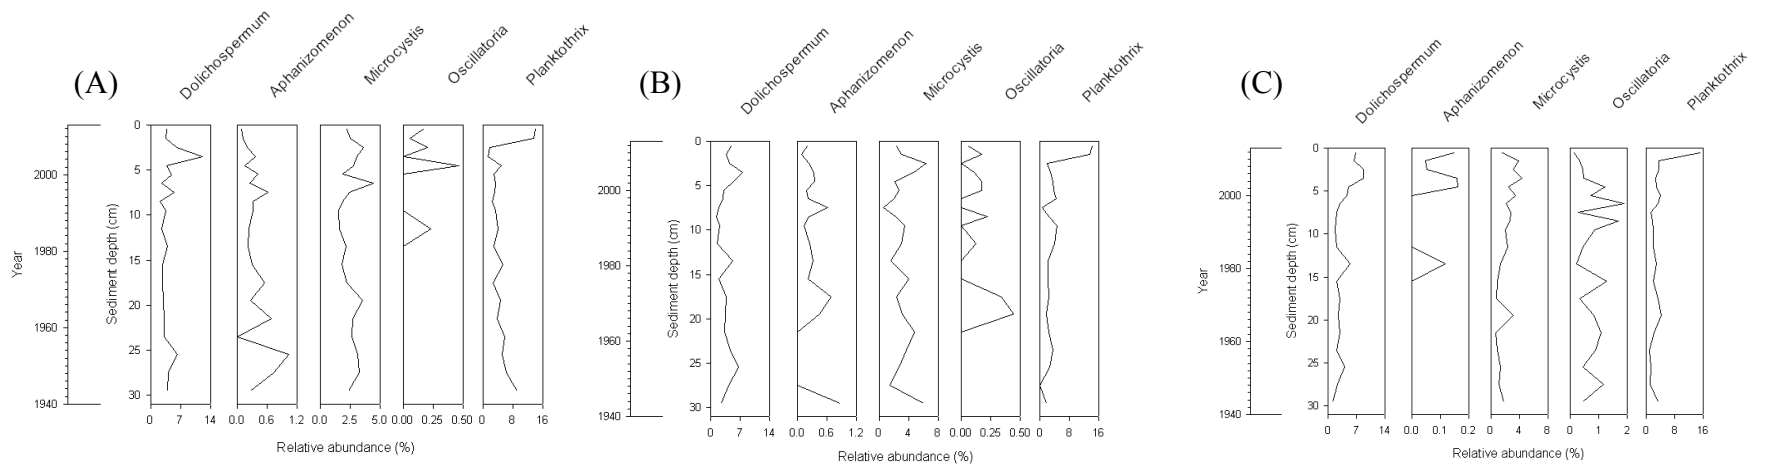 (A)
Dolichospermum
Aphanizomenon
Microcystis
Oscillatoria
Planktothrix
Year
2000
1980
1960
1940
Sediment depth (cm)
0
5
10
15
20
25
30
0 7 14
0.0 0.6 1.2
0.0 2.5 5.0
0.00 0.25 0.50
0 8 16
Relative abundance (%)
(B)
Dolichospermum
Aphanizomenon
Microcystis
Oscillatoria
Planktothrix
2000
1980
1960
1940
Sediment depth (cm)
0
5
10
15
20
25
30
0 7 14
0.0 0.6 1.2
0 4 8
0.00 0.25 0.50
0 8 16
Relative abundance (%)
(C)
Dolichospermum
Aphanizomenon
Microcystis
Oscillatoria
Planktothrix
Year
2000
1980
1960
1940
Sediment depth (cm)
0
5
10
15
20
25
30
0 7 14
0.0 0.1 0.2
0 4 8
0 1 2
0 8 16
Relative abundance (%)